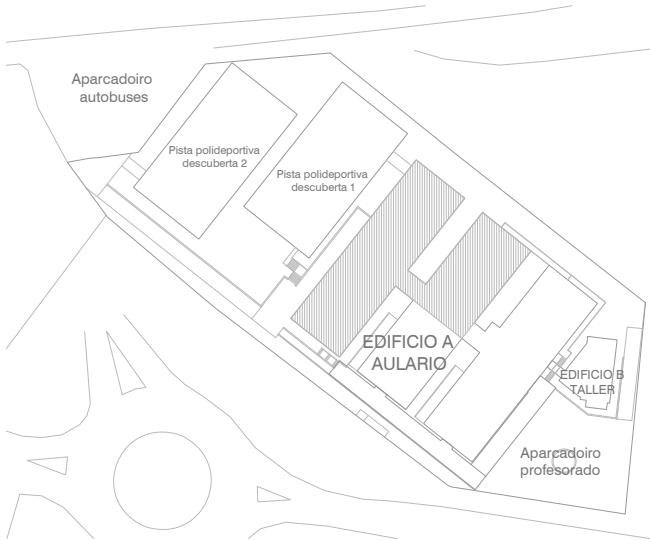 Aparcadoiro
autobuses
Pista polideportiva
descuberta 2
Pista polideportiva
descuberta 1
EDIFICIO A
AULARIO
EDIFICIO B
TALLER
Aparcadoiro
profesorado